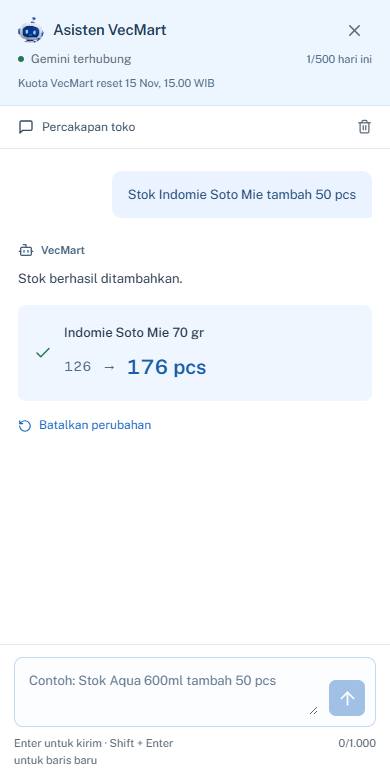 Asisten VecMart
Gemini terhubung
1/500 hari ini
Kuota VecMart reset 15 Nov, 15.00 WIB
Percakapan toko
Stok Indomie Soto Mie tambah 50 pcs
VecMart
Stok berhasil ditambahkan.
Indomie Soto Mie 70 gr
126 → 176 pcs
Batalkan perubahan
Contoh: Stok Aqua 600ml tambah 50 pcs
Enter untuk kirim · Shift + Enter
untuk baris baru
0/1.000